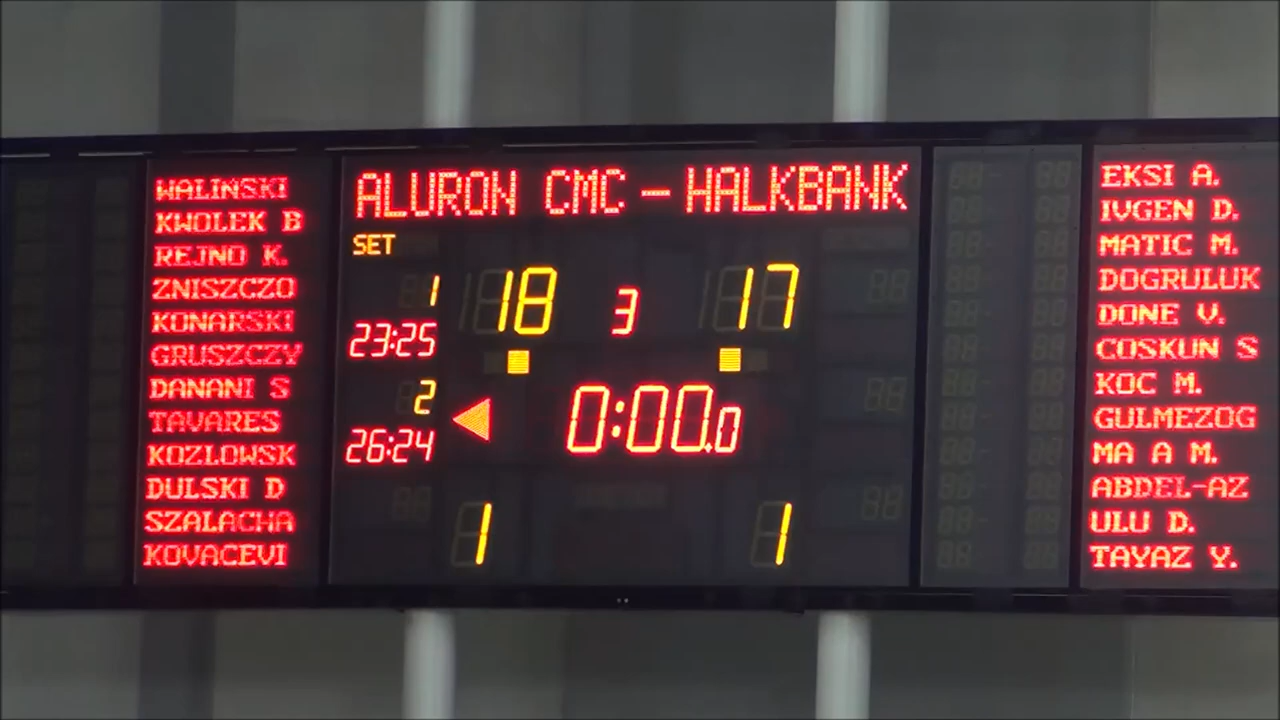 WALINSKI
KWOLEK B
REJNO K.
ZNISZCZO
KONARSKI
GRUSZCZY
DANANI S
TAVARES
KOZLOWSK
DULSKI D
SZALACHA
KOVACEVI
ALURON CMC - HALKBANK
SET
1 18 3 17
23:25
2 0:00.0
26:24
1 1
EKSI A.
IVGEN D.
MATIC M.
DOGRULUK
DONE V.
COSKUN S
KOC M.
GULMEZOG
MA A M.
ABDEL-AZ
ULU D.
TAYAZ Y.